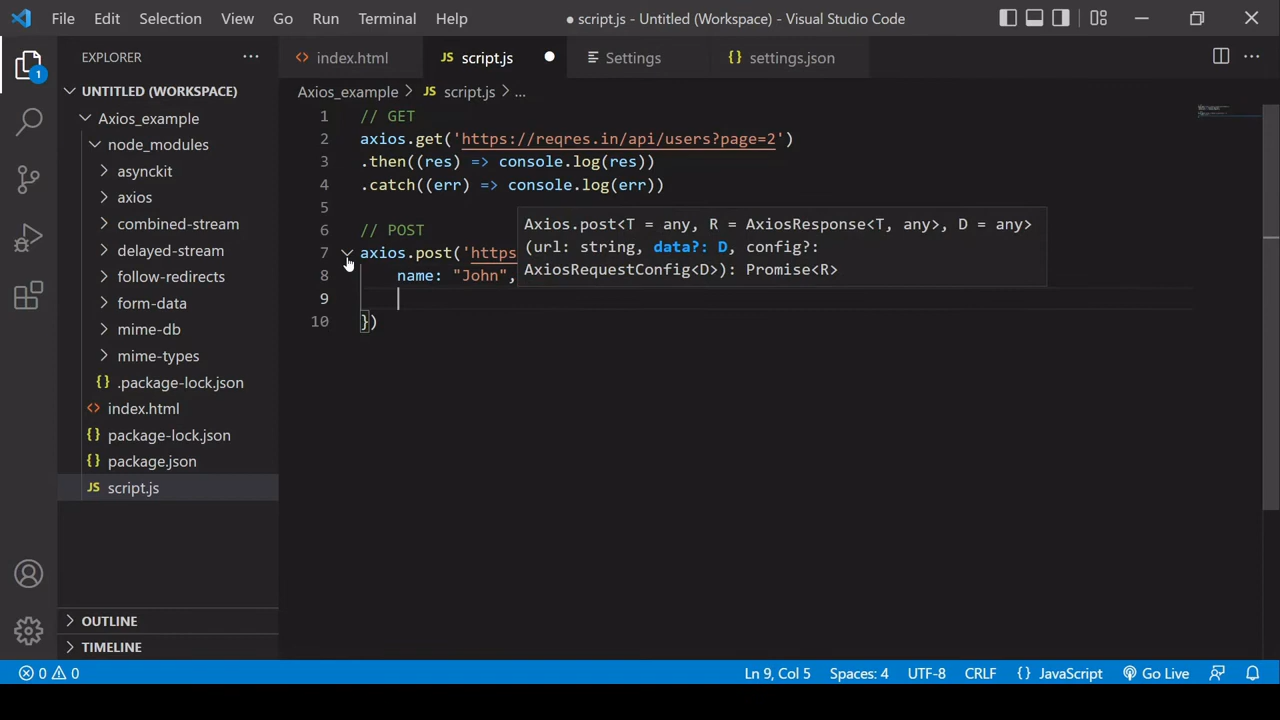 File Edit Selection View Go Run Terminal Help ● script.js - Untitled (Workspace) - Visual Studio Code
EXPLORER ...
index.html JS script.js Settings {} settings.json ...
1
UNTITLED (WORKSPACE)
Axios_example > JS script.js > ...
Axios_example
node_modules
asynckit
axios
combined-stream
delayed-stream
follow-redirects
form-data
mime-db
mime-types
{} .package-lock.json
<> index.html
{} package-lock.json
{} package.json
JS script.js
OUTLINE
TIMELINE
1 // GET
2 axios.get('https://reqres.in/api/users?page=2')
3 .then((res) => console.log(res))
4 .catch((err) => console.log(err))
5
6 // POST
7 axios.post('https
8 name: "John",
9
10 })
Axios.post<T = any, R = AxiosResponse<T, any>, D = any>
(url: string, data?: D, config?:
AxiosRequestConfig<D>): Promise<R>
0 0 Ln 9, Col 5 Spaces: 4 UTF-8 CRLF {} JavaScript Go Live